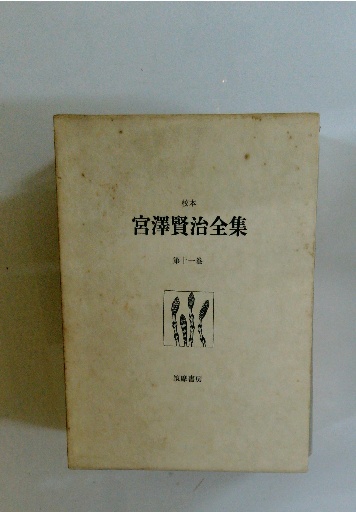 校本
宮澤賢治全集
第十一巻
筑摩書房